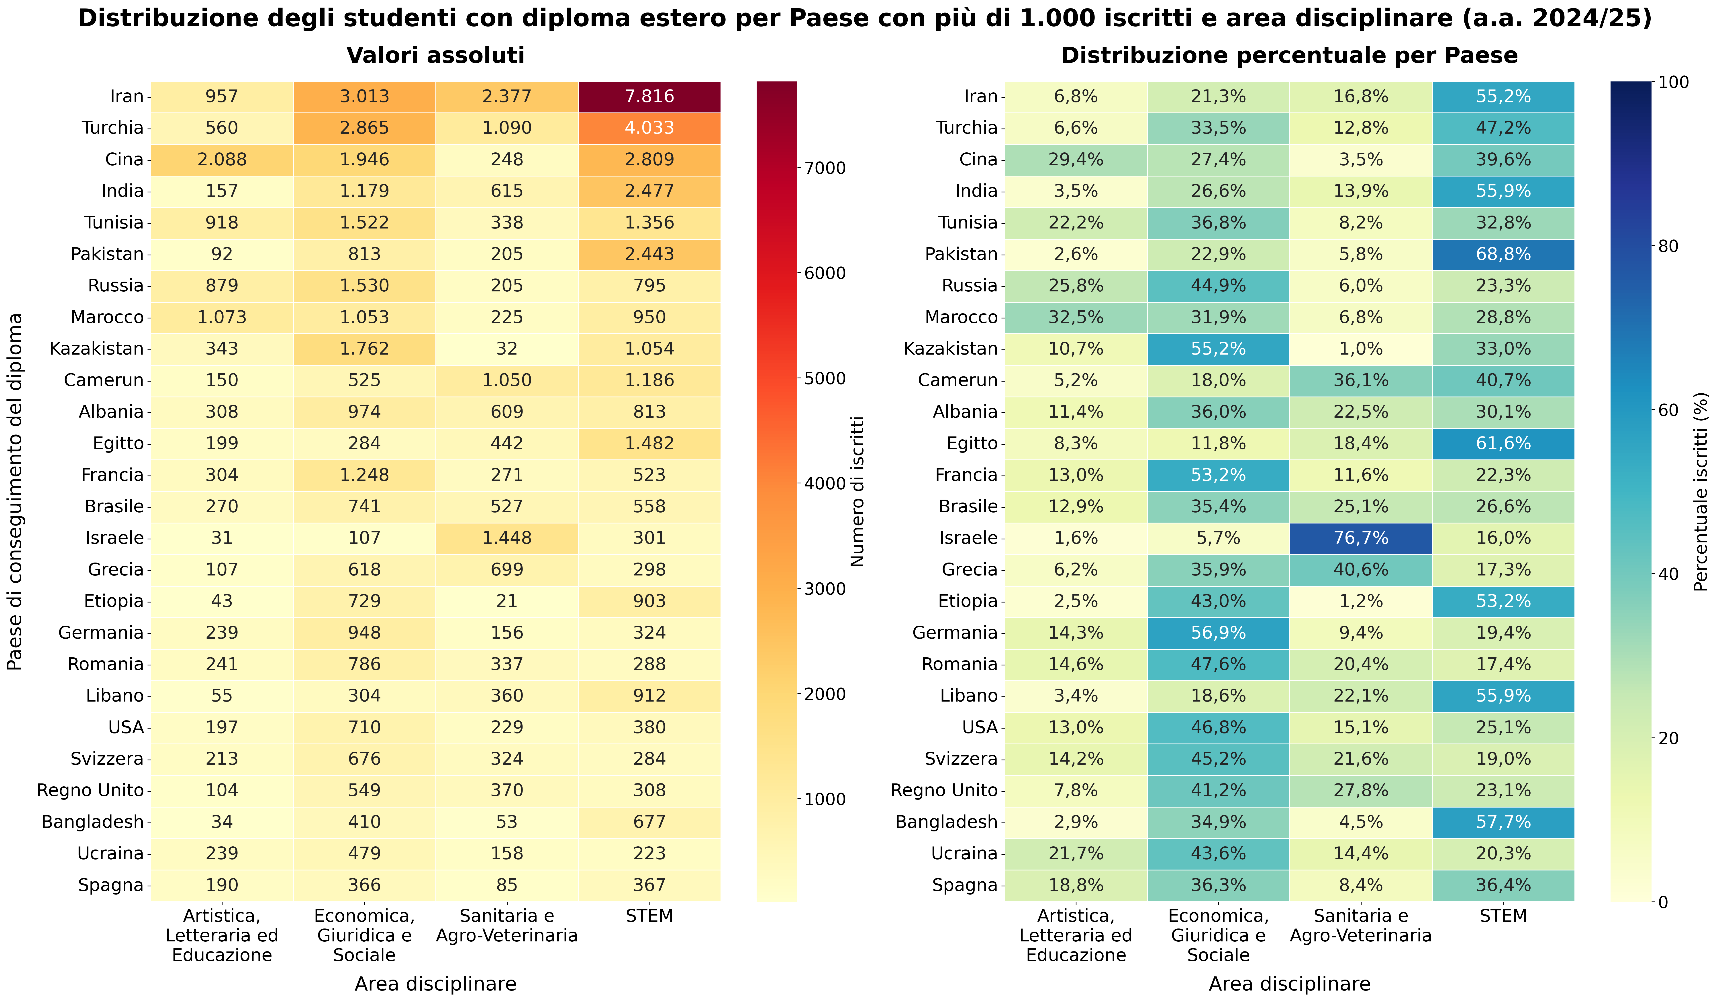 Distribuzione degli studenti con diploma estero per Paese con più di 1.000 iscritti e area disciplinare (a.a. 2024/25)
Valori assoluti
Paese di conseguimento del diploma
Iran 957 3.013 2.377 7.816
Turchia 560 2.865 1.090 4.033
Cina 2.088 1.946 248 2.809
India 157 1.179 615 2.477
Tunisia 918 1.522 338 1.356
Pakistan 92 813 205 2.443
Russia 879 1.530 205 795
Marocco 1.073 1.053 225 950
Kazakistan 343 1.762 32 1.054
Camerun 150 525 1.050 1.186
Albania 308 974 609 813
Egitto 199 284 442 1.482
Francia 304 1.248 271 523
Brasile 270 741 527 558
Israele 31 107 1.448 301
Grecia 107 618 699 298
Etiopia 43 729 21 903
Germania 239 948 156 324
Romania 241 786 337 288
Libano 55 304 360 912
USA 197 710 229 380
Svizzera 213 676 324 284
Regno Unito 104 549 370 308
Bangladesh 34 410 53 677
Ucraina 239 479 158 223
Spagna 190 366 85 367
Artistica, Economica, Sanitaria e STEM
Letteraria ed Giuridica e Agro-Veterinaria
Educazione Sociale
Area disciplinare
7000
6000
5000
4000
3000
2000
1000
Numero di iscritti
Distribuzione percentuale per Paese
Iran 6,8% 21,3% 16,8% 55,2%
Turchia 6,6% 33,5% 12,8% 47,2%
Cina 29,4% 27,4% 3,5% 39,6%
India 3,5% 26,6% 13,9% 55,9%
Tunisia 22,2% 36,8% 8,2% 32,8%
Pakistan 2,6% 22,9% 5,8% 68,8%
Russia 25,8% 44,9% 6,0% 23,3%
Marocco 32,5% 31,9% 6,8% 28,8%
Kazakistan 10,7% 55,2% 1,0% 33,0%
Camerun 5,2% 18,0% 36,1% 40,7%
Albania 11,4% 36,0% 22,5% 30,1%
Egitto 8,3% 11,8% 18,4% 61,6%
Francia 13,0% 53,2% 11,6% 22,3%
Brasile 12,9% 35,4% 25,1% 26,6%
Israele 1,6% 5,7% 76,7% 16,0%
Grecia 6,2% 35,9% 40,6% 17,3%
Etiopia 2,5% 43,0% 1,2% 53,2%
Germania 14,3% 56,9% 9,4% 19,4%
Romania 14,6% 47,6% 20,4% 17,4%
Libano 3,4% 18,6% 22,1% 55,9%
USA 13,0% 46,8% 15,1% 25,1%
Svizzera 14,2% 45,2% 21,6% 19,0%
Regno Unito 7,8% 41,2% 27,8% 23,1%
Bangladesh 2,9% 34,9% 4,5% 57,7%
Ucraina 21,7% 43,6% 14,4% 20,3%
Spagna 18,8% 36,3% 8,4% 36,4%
Artistica, Economica, Sanitaria e STEM
Letteraria ed Giuridica e Agro-Veterinaria
Educazione Sociale
Area disciplinare
100
80
60
40
20
0
Percentuale iscritti (%)